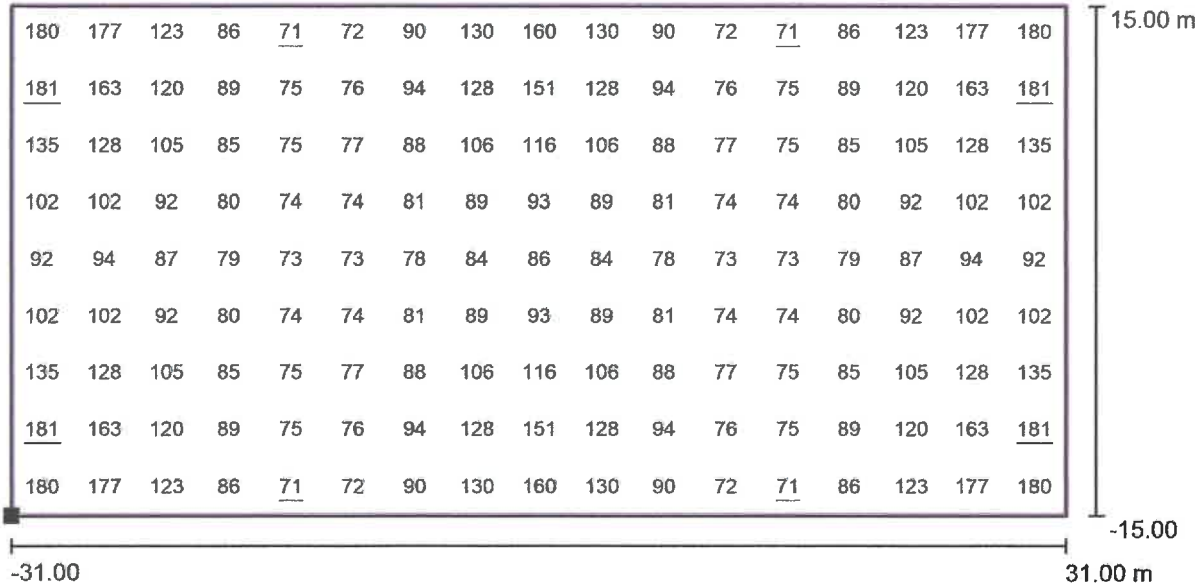 180 177 123 86 71 72 90 130 160 130 90 72 71 86 123 177 180
15.00 m
181 163 120 89 75 76 94 128 151 128 94 76 75 89 120 163 181
135 128 105 85 75 77 88 106 116 106 88 77 75 85 105 128 135
102 102 92 80 74 74 81 89 93 89 81 74 74 80 92 102 102
92 94 87 79 73 73 78 84 86 84 78 73 73 79 87 94 92
102 102 92 80 74 74 81 89 93 89 81 74 74 80 92 102 102
135 128 105 85 75 77 88 106 116 106 88 77 75 85 105 128 135
181 163 120 89 75 76 94 128 151 128 94 76 75 89 120 163 181
180 177 123 86 71 72 90 130 160 130 90 72 71 86 123 177 180
-15.00
-31.00 31.00 m